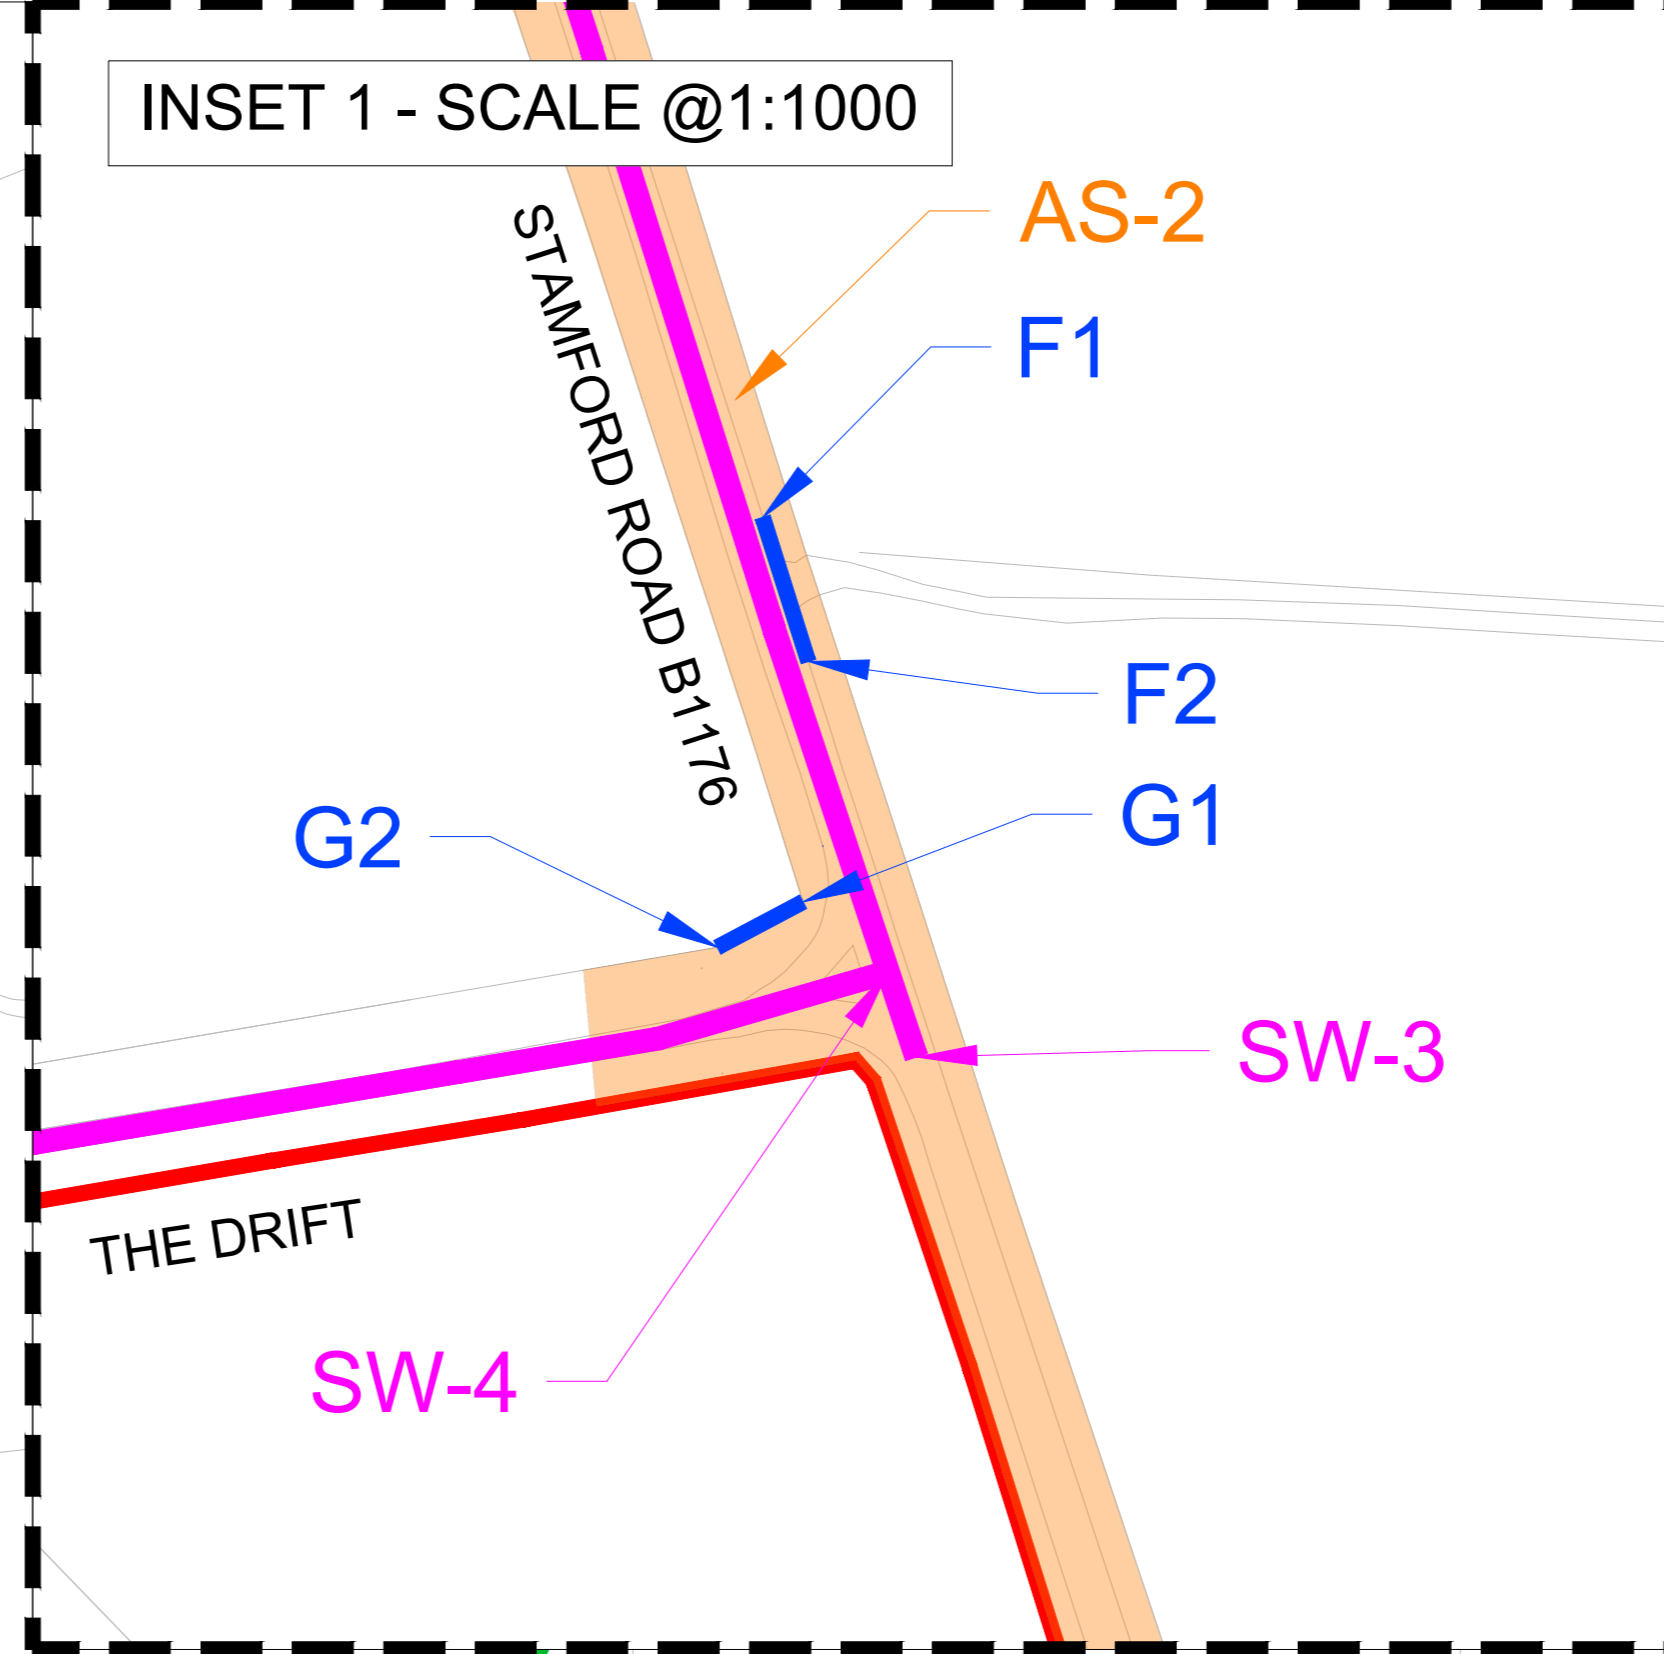 INSET 1 - SCALE @1:1000
AS-2
F1
STAMFORD ROAD B1176
F2
G1
G2
SW-3
THE DRIFT
SW-4